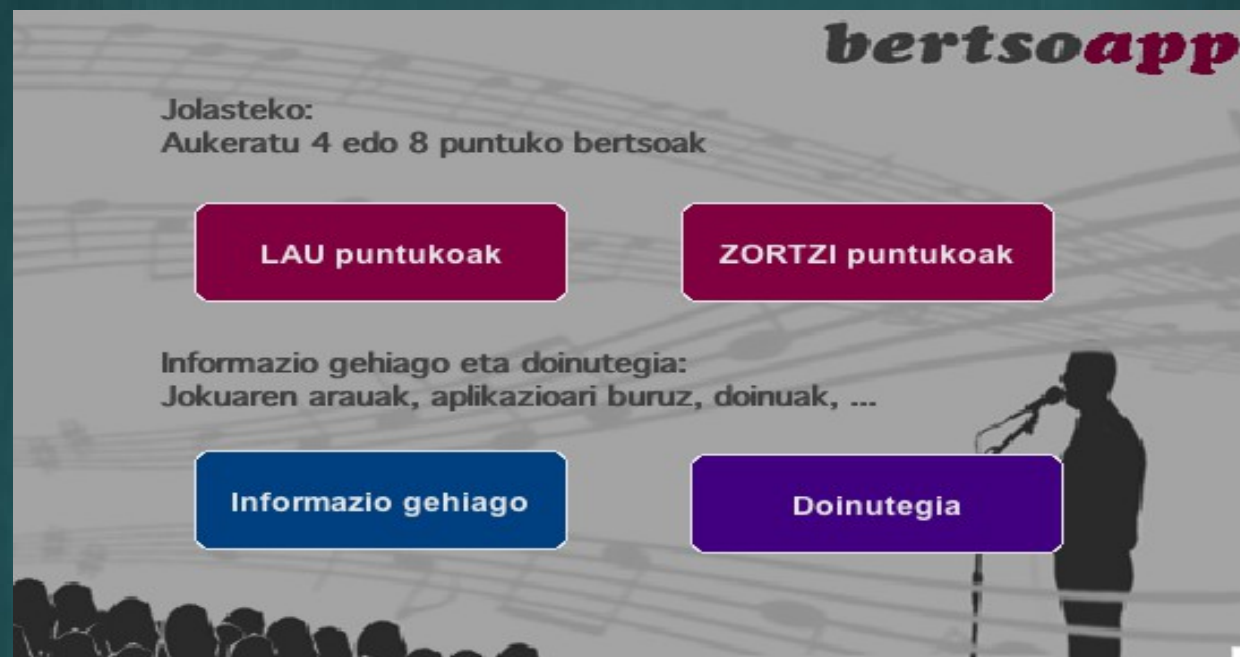 bertsoapp
Jolasteko:
Aukeratu 4 edo 8 puntuko bertsoak
LAU puntukoak
ZORTZI puntukoak
Informazio gehiago eta doinutegia:
Jokuaren arauak, aplikazioari buruz, doinuak, ...
Informazio gehiago
Doinutegia